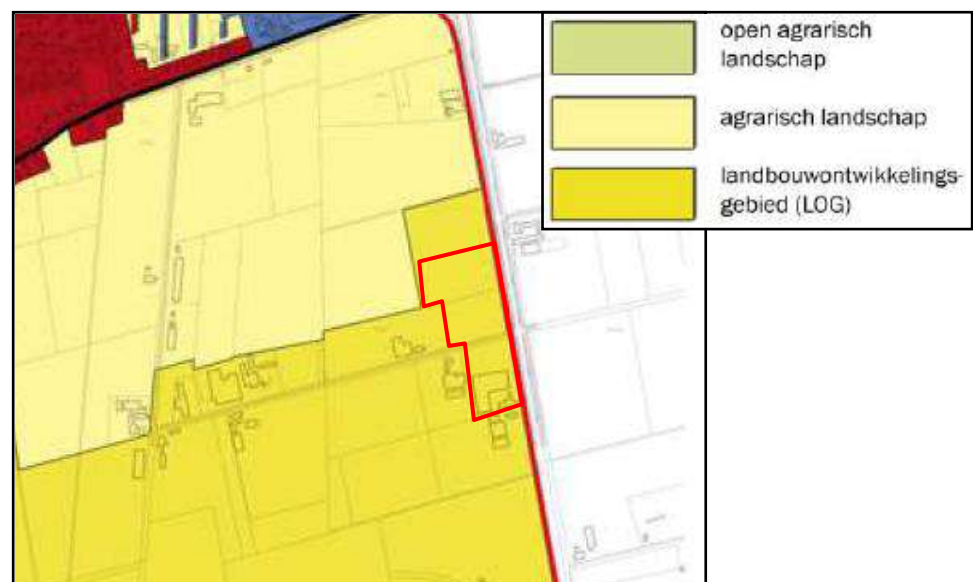 open agrarisch
landschap
agrarisch landschap
landbouwontwikkelings-
gebied (LOG)